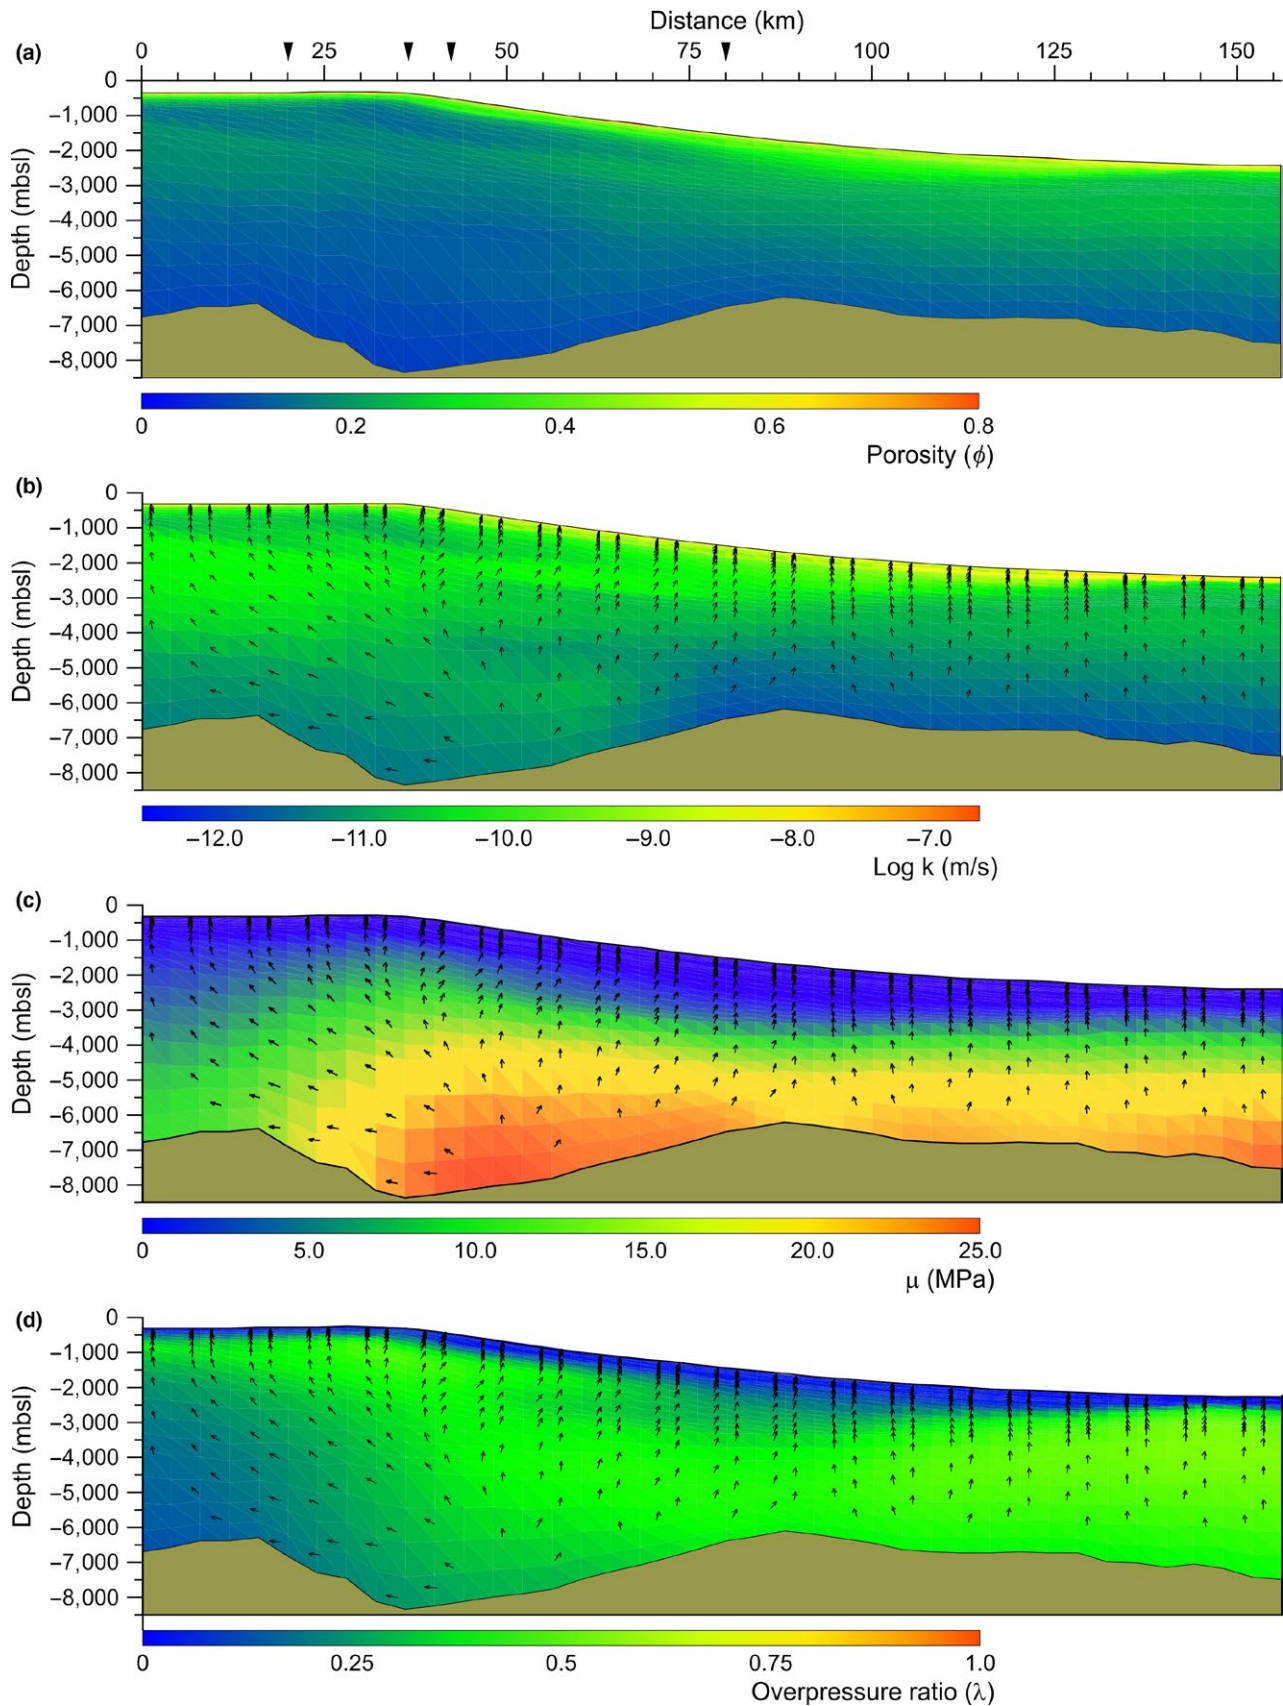 Distance (km)
(a)
0 25 50 75 100 125 150
0
–1,000
–2,000
–3,000
–4,000
–5,000
–6,000
–7,000
–8,000
Depth (mbsl)
0 0.2 0.4 0.6 0.8
Porosity (ϕ)
(b)
0
–1,000
–2,000
–3,000
–4,000
–5,000
–6,000
–7,000
–8,000
Depth (mbsl)
–12.0 –11.0 –10.0 –9.0 –8.0 –7.0
Log k (m/s)
(c)
0
–1,000
–2,000
–3,000
–4,000
–5,000
–6,000
–7,000
–8,000
Depth (mbsl)
0 5.0 10.0 15.0 20.0 25.0
μ (MPa)
(d)
0
–1,000
–2,000
–3,000
–4,000
–5,000
–6,000
–7,000
–8,000
Depth (mbsl)
0 0.25 0.5 0.75 1.0
Overpressure ratio (λ)